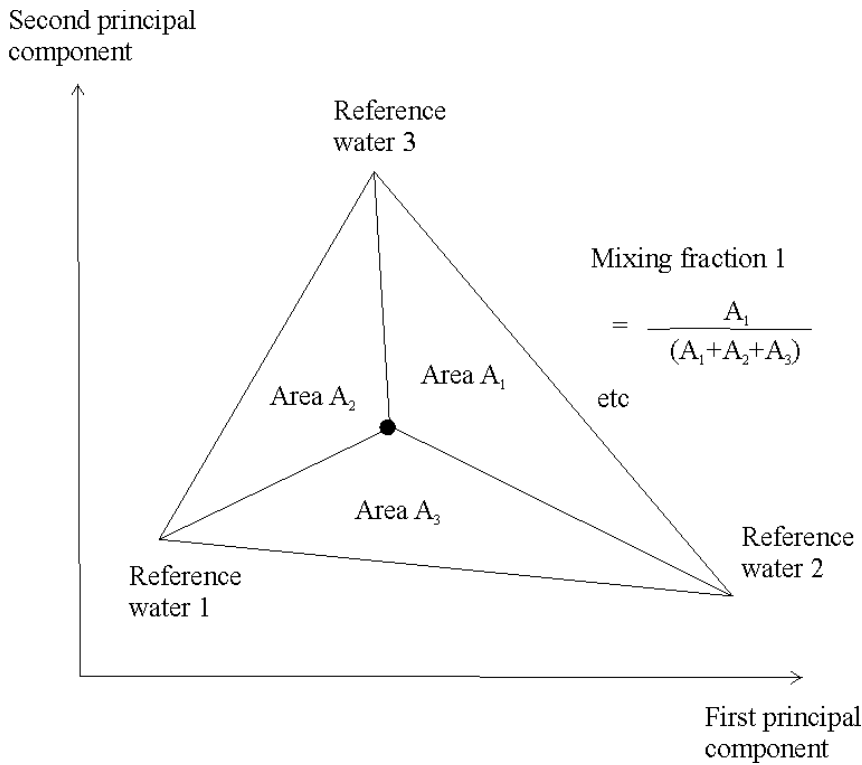 Second principal
component
Reference
water 3
Mixing fraction 1
= A₁
(A₁+A₂+A₃)
etc
Area A₁
Area A₂
Area A₃
Reference
water 1
Reference
water 2
First principal
component